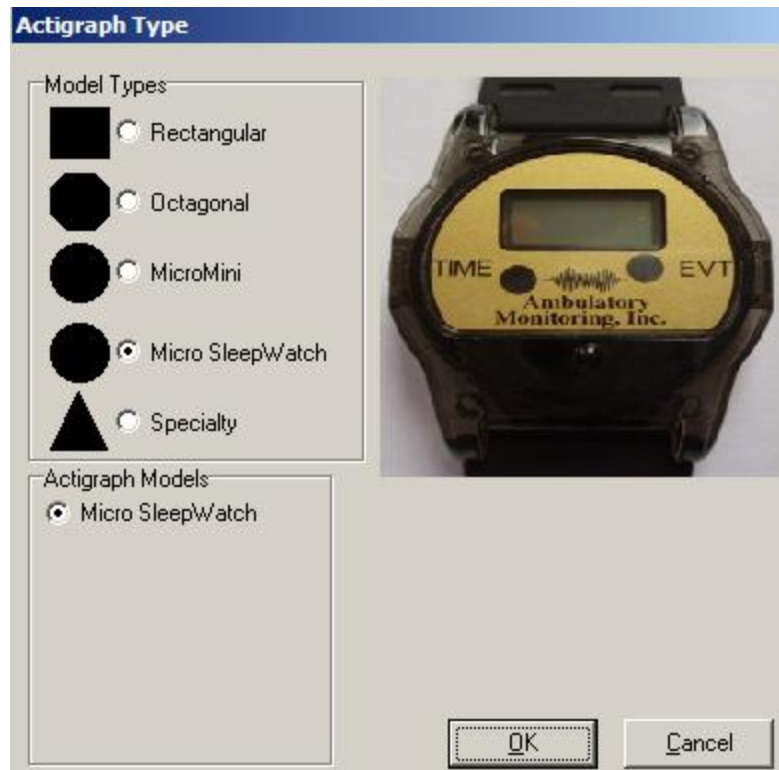 Actigraph Type
Model Types
Rectangular
Octagonal
MicroMini
Micro SleepWatch
Specialty
TIME
EVT
Ambulatory
Monitoring, Inc.
Actigraph Models
Micro SleepWatch
OK
Cancel